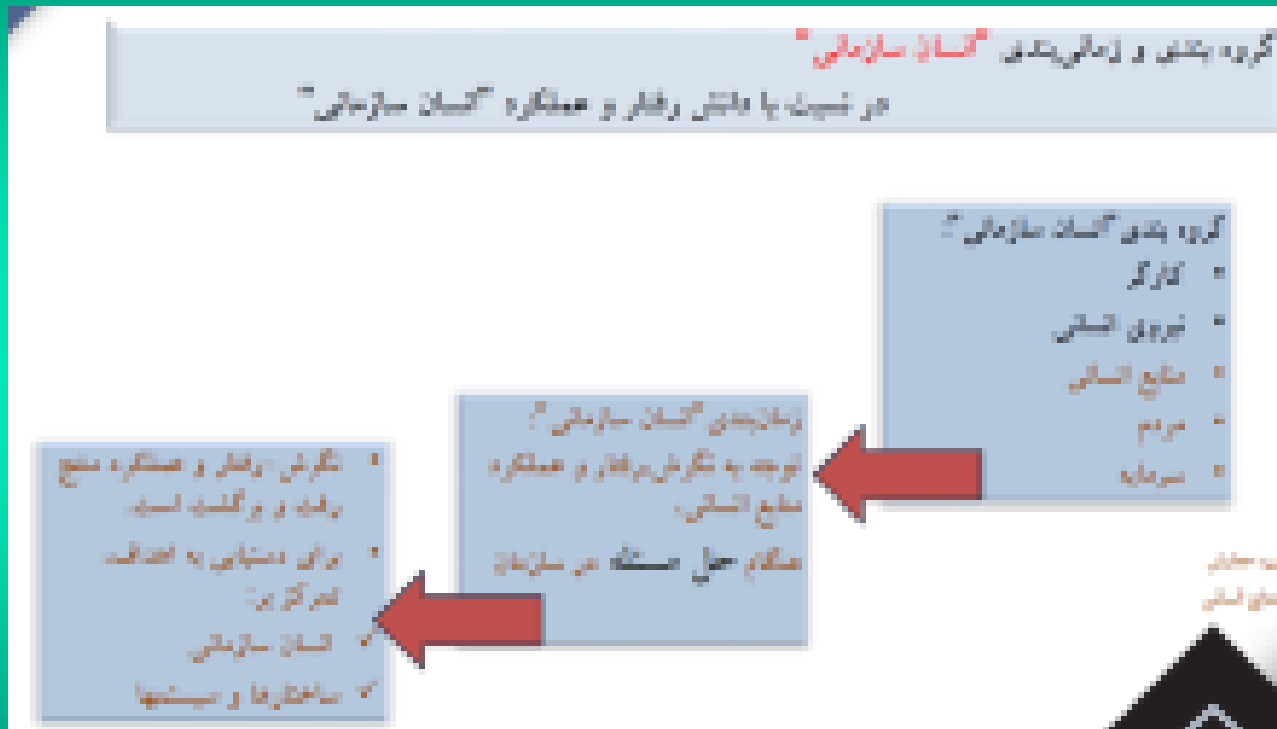 گروه بندی و زمانی‌بندی "انسان سازمانی"
در نسبت با دانش رفتار و عملکرد "انسان سازمانی"
گروه بندی "انسان سازمانی":
• کارگر
• نیروی انسانی
• منابع انسانی
• مردم
• سرمایه
زمان‌بندی "انسان سازمانی":
توجه به نگرش،رفتار و عملکرد
منابع انسانی،
هنگام حل مسئله در سازمان
• نگرش -رفتار و عملکرد منبع
رفت و برگشت است.
• برای دستیابی به اهداف،
تمرکز بر:
✓ انسان سازمانی
✓ ساختارها و سیستمها